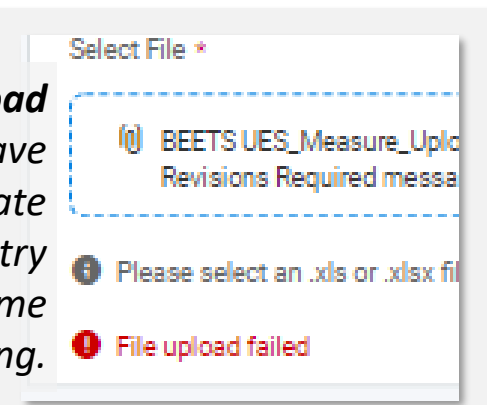 Select File *
oad
ave
ate
try
me
ng.
BEETS UES_Measure_Uplo
Revisions Required messa
Please select an .xls or .xlsx fil
File upload failed